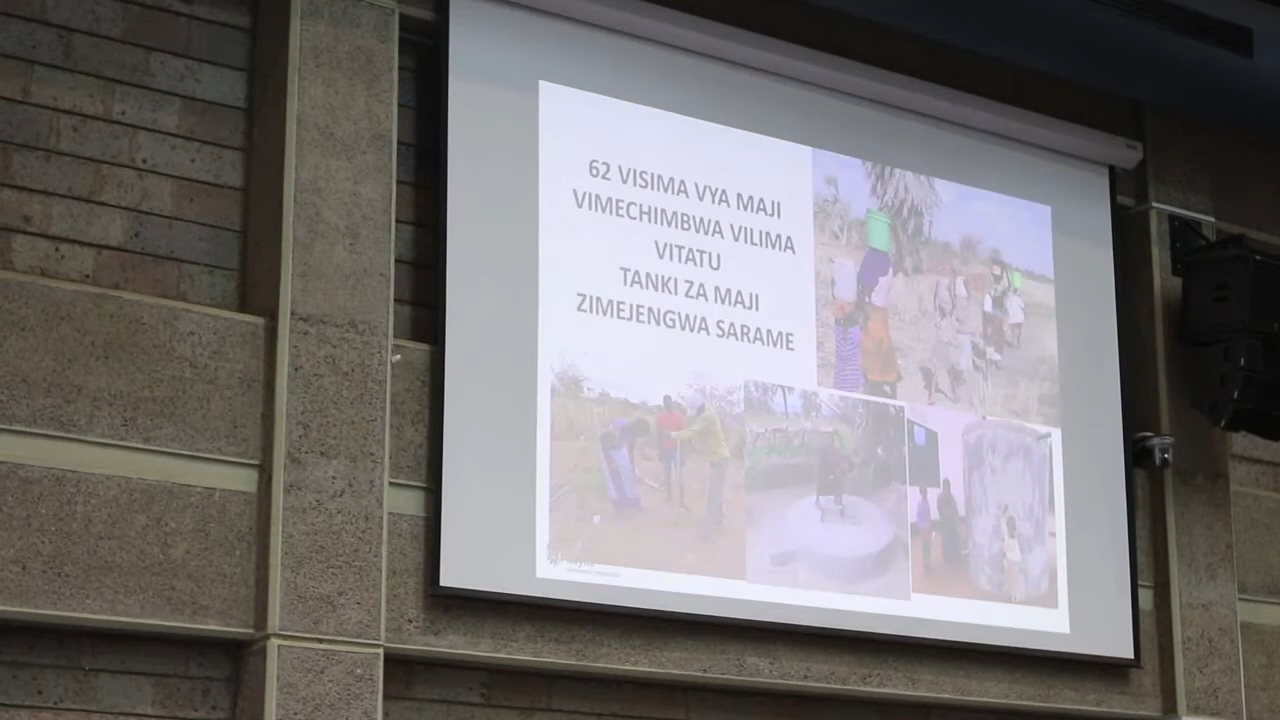 62 VISIMA VYA MAJI
VIMECHIMBWA VILIMA
VITATU
TANKI ZA MAJI
ZIMEJENGWA SARAME